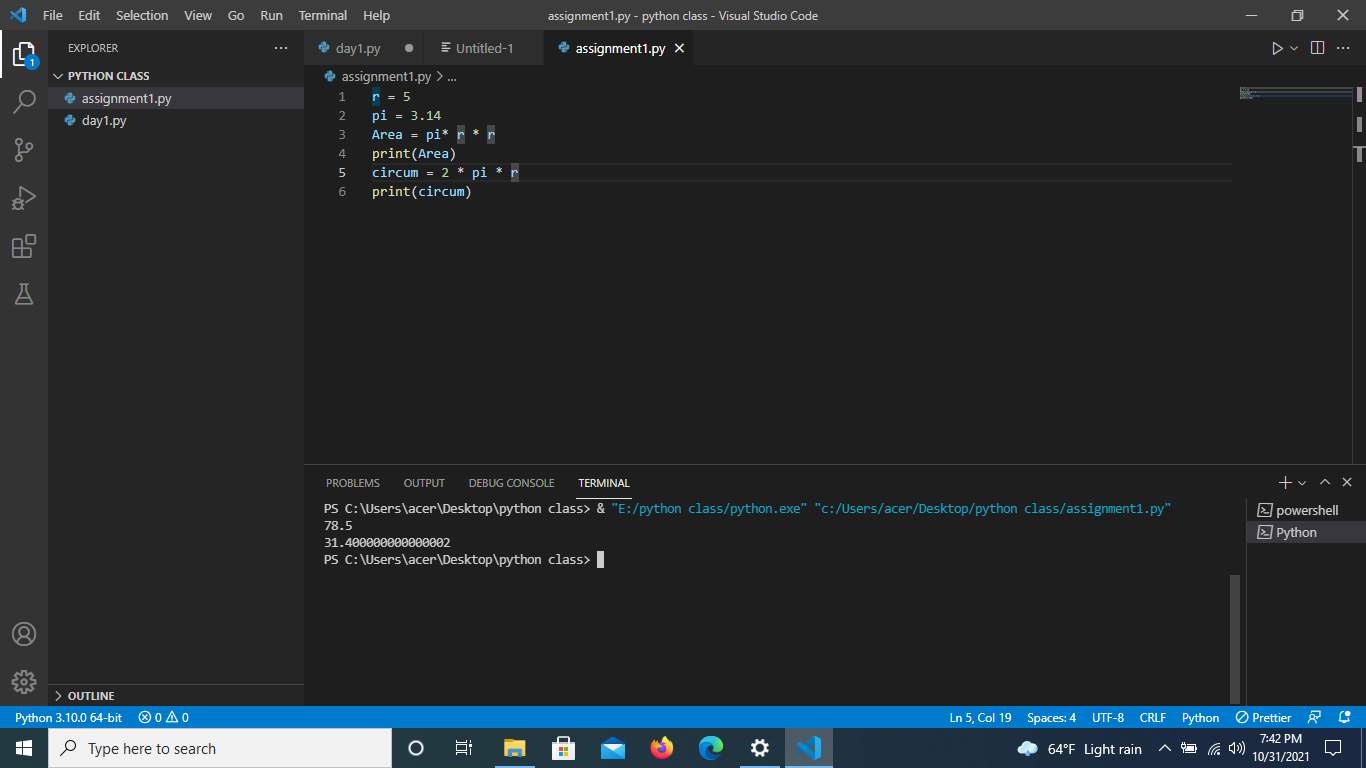 File Edit Selection View Go Run Terminal Help
assignment1.py - python class - Visual Studio Code
EXPLORER
day1.py
Untitled-1
assignment1.py
PYTHON CLASS
assignment1.py
day1.py
assignment1.py > ...
1 r = 5
2 pi = 3.14
3 Area = pi* r * r
4 print(Area)
5 circum = 2 * pi * r
6 print(circum)
1
PROBLEMS OUTPUT DEBUG CONSOLE TERMINAL
PS C:\Users\acer\Desktop\python class> & "E:/python class/python.exe" "c:/Users/acer/Desktop/python class/assignment1.py"
78.5
31.400000000000002
PS C:\Users\acer\Desktop\python class>
powershell
Python
OUTLINE
Python 3.10.0 64-bit 0 0 Ln 5, Col 19 Spaces: 4 UTF-8 CRLF Python Prettier
Type here to search
64°F Light rain
7:42 PM
10/31/2021